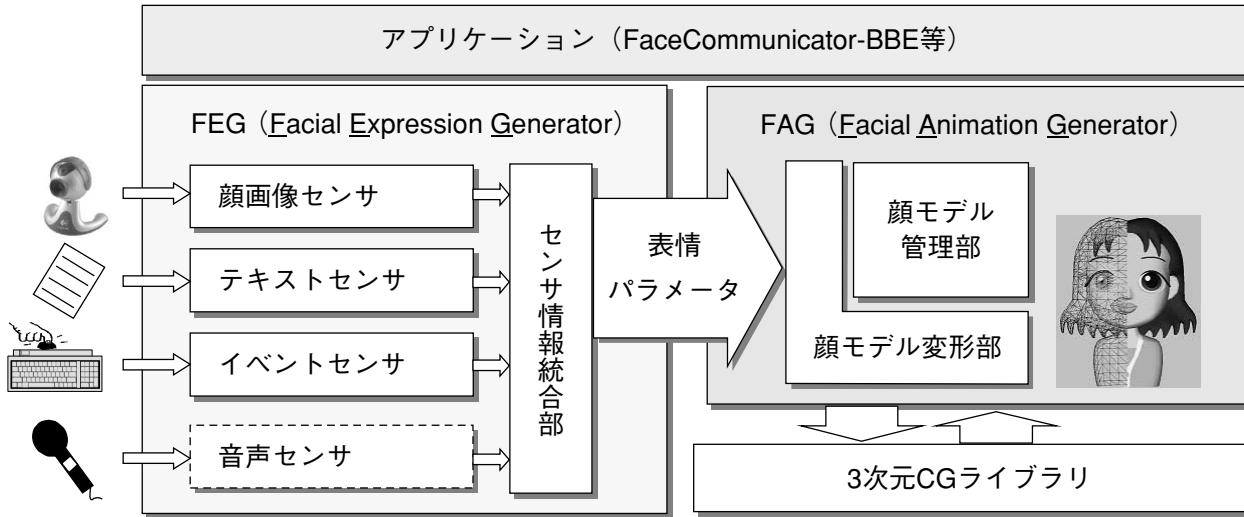 アプリケーション（FaceCommunicator-BBE等）
FEG（Facial Expression Generator）
顔画像センサ
テキストセンサ
イベントセンサ
音声センサ
センサ情報統合部
表情
パラメータ
FAG（Facial Animation Generator）
顔モデル
管理部
顔モデル変形部
3次元CGライブラリ